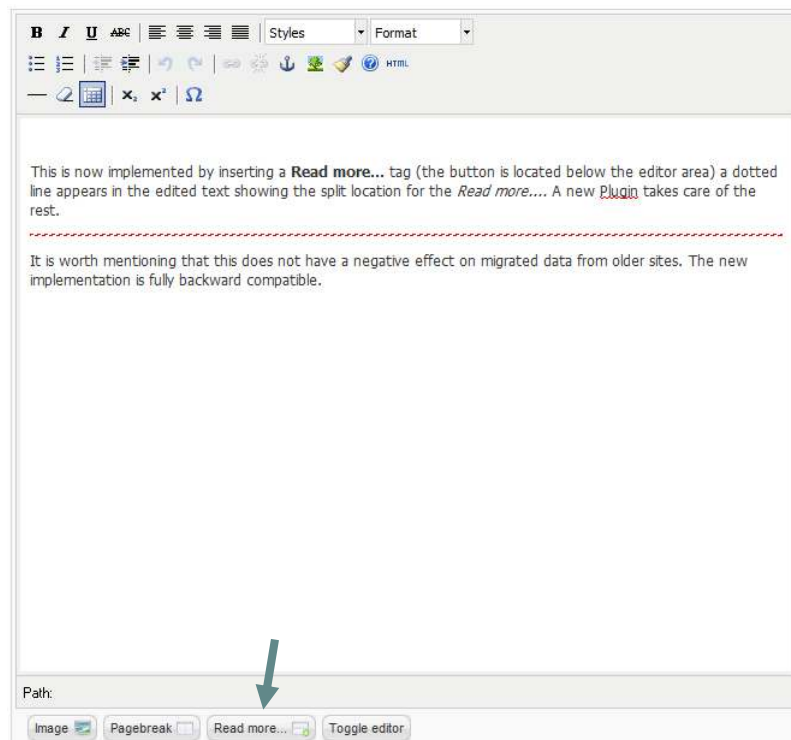 B I U ABC Styles Format
HTML
x₂ x² Ω
This is now implemented by inserting a Read more... tag (the button is located below the editor area) a dotted
line appears in the edited text showing the split location for the Read more.... A new Plugin takes care of the
rest.
It is worth mentioning that this does not have a negative effect on migrated data from older sites. The new
implementation is fully backward compatible.
Path:
Image Pagebreak Read more... Toggle editor